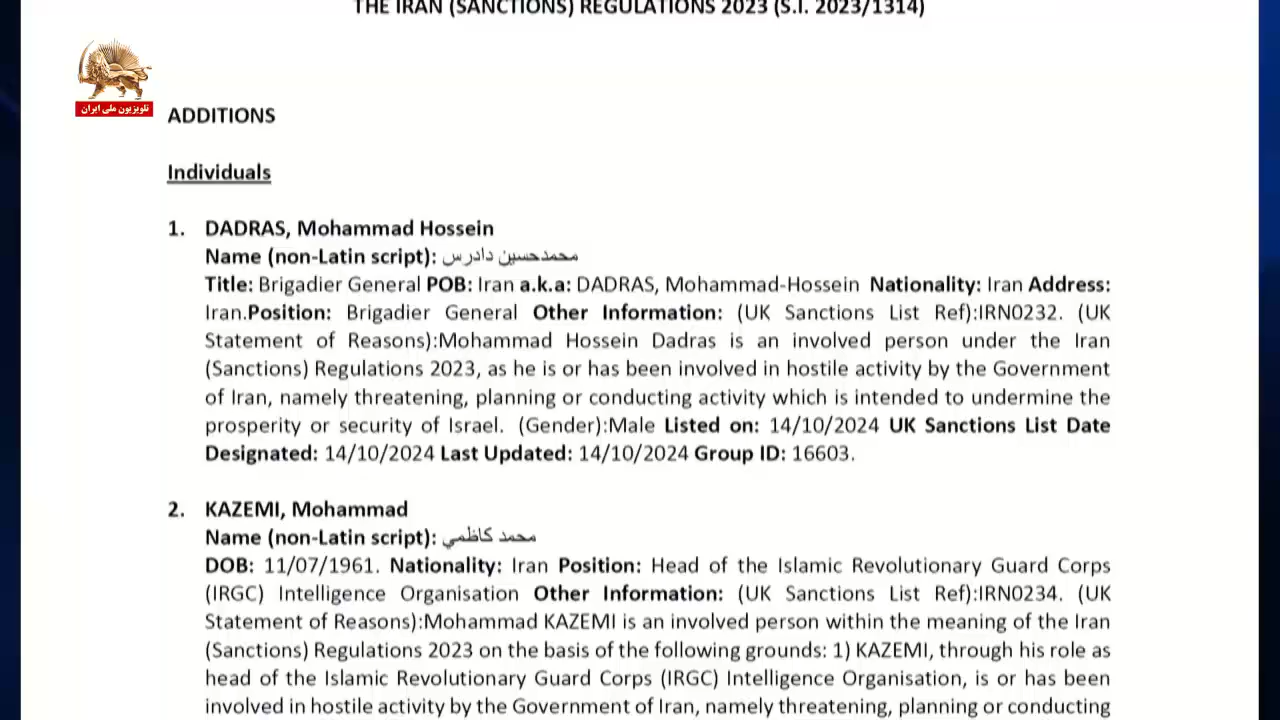 THE IRAN (SANCTIONS) REGULATIONS 2023 (S.I. 2023/1314)
تلویزیون ملی ایران
ADDITIONS
Individuals
1. DADRAS, Mohammad Hossein
Name (non-Latin script): محمدحسين دادرس
Title: Brigadier General POB: Iran a.k.a: DADRAS, Mohammad-Hossein Nationality: Iran Address:
Iran.Position: Brigadier General Other Information: (UK Sanctions List Ref):IRN0232. (UK
Statement of Reasons):Mohammad Hossein Dadras is an involved person under the Iran
(Sanctions) Regulations 2023, as he is or has been involved in hostile activity by the Government
of Iran, namely threatening, planning or conducting activity which is intended to undermine the
prosperity or security of Israel. (Gender):Male Listed on: 14/10/2024 UK Sanctions List Date
Designated: 14/10/2024 Last Updated: 14/10/2024 Group ID: 16603.
2. KAZEMI, Mohammad
Name (non-Latin script): محمد كاظمي
DOB: 11/07/1961. Nationality: Iran Position: Head of the Islamic Revolutionary Guard Corps
(IRGC) Intelligence Organisation Other Information: (UK Sanctions List Ref):IRN0234. (UK
Statement of Reasons):Mohammad KAZEMI is an involved person within the meaning of the Iran
(Sanctions) Regulations 2023 on the basis of the following grounds: 1) KAZEMI, through his role as
head of the Islamic Revolutionary Guard Corps (IRGC) Intelligence Organisation, is or has been
involved in hostile activity by the Government of Iran, namely threatening, planning or conducting